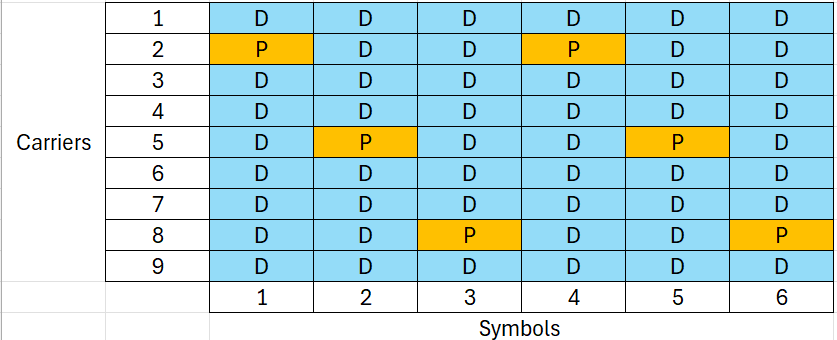 1 D D D D D D
2 P D D P D D
3 D D D D D D
4 D D D D D D
Carriers 5 D P D D P D
6 D D D D D D
7 D D D D D D
8 D D P D D P
9 D D D D D D
1 2 3 4 5 6
Symbols